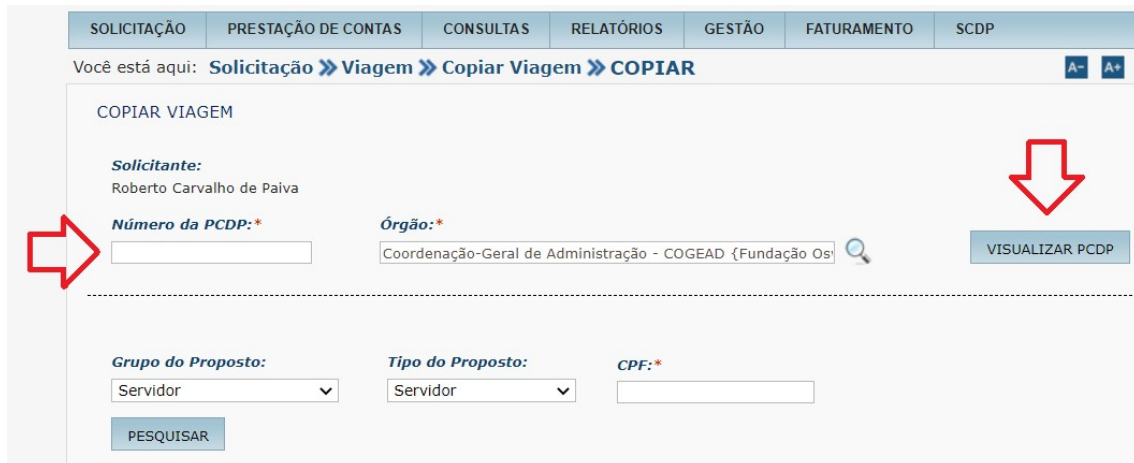 SOLICITAÇÃO PRESTAÇÃO DE CONTAS CONSULTAS RELATÓRIOS GESTÃO FATURAMENTO SCDP
Você está aqui: Solicitação » Viagem » Copiar Viagem » COPIAR A- A+
COPIAR VIAGEM
Solicitante:
Roberto Carvalho de Paiva
Número da PCDP:* Órgão:*
Coordenação-Geral de Administração - COGEAD {Fundação Os VISUALIZAR PCDP
Grupo do Proposto: Tipo do Proposto: CPF:*
Servidor Servidor
PESQUISAR